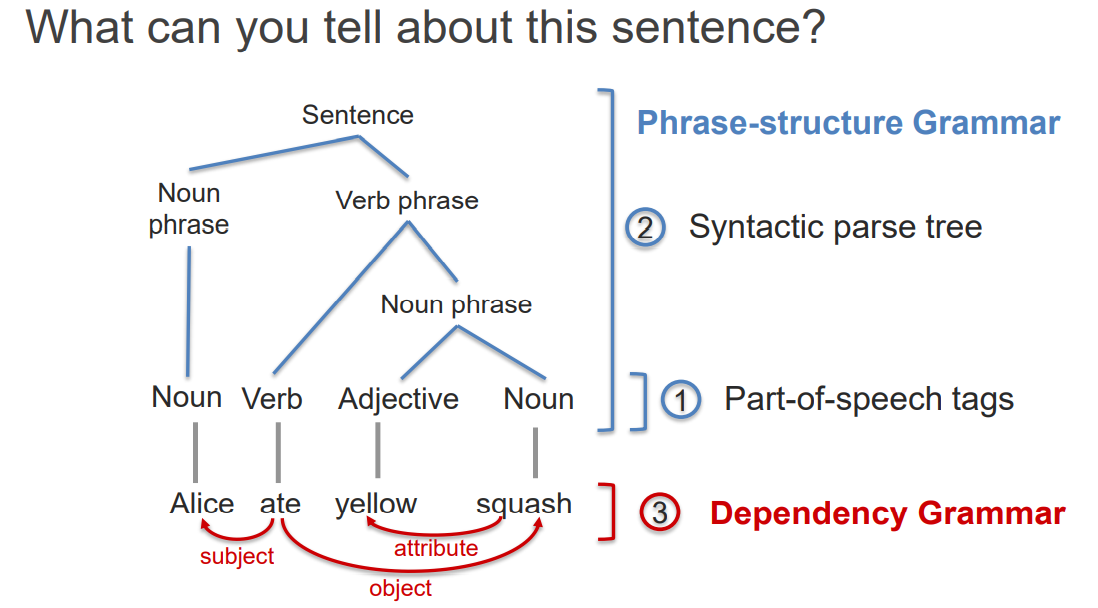 What can you tell about this sentence?
Sentence
Phrase-structure Grammar
Noun
phrase
Verb phrase
2 Syntactic parse tree
Noun phrase
Noun Verb Adjective Noun
1 Part-of-speech tags
Alice ate yellow squash
3 Dependency Grammar
subject
attribute
object